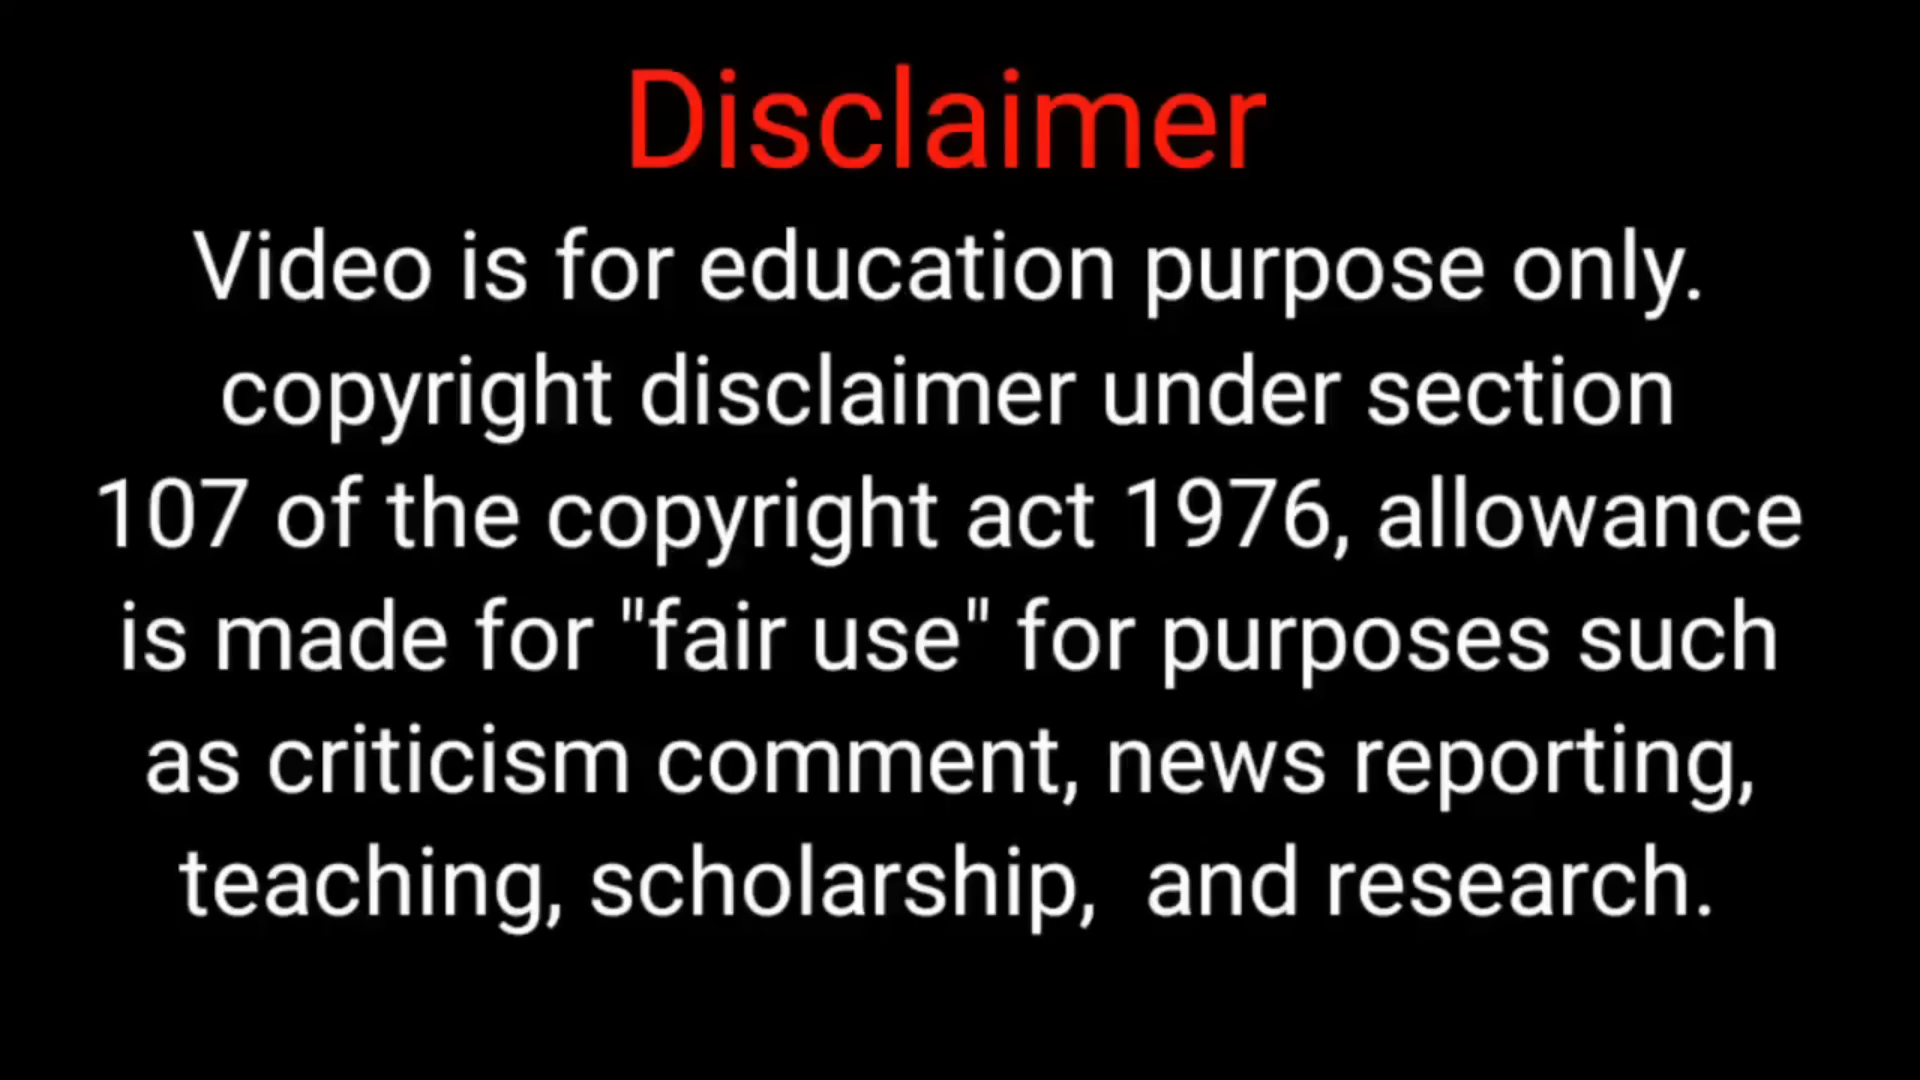 Disclaimer
Video is for education purpose only.
copyright disclaimer under section
107 of the copyright act 1976, allowance
is made for "fair use" for purposes such
as criticism comment, news reporting,
teaching, scholarship,  and research.